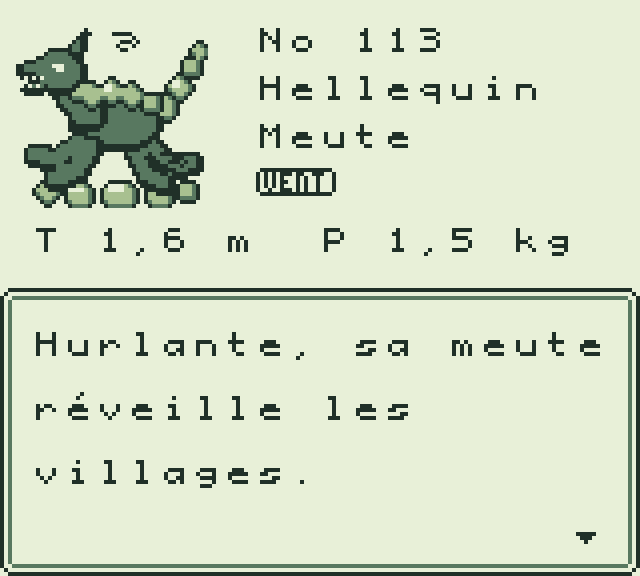 No 113
Hellequin
Meute
VENT
T 1,6 m P 1,5 kg
Hurlante, sa meute
réveille les
villages.